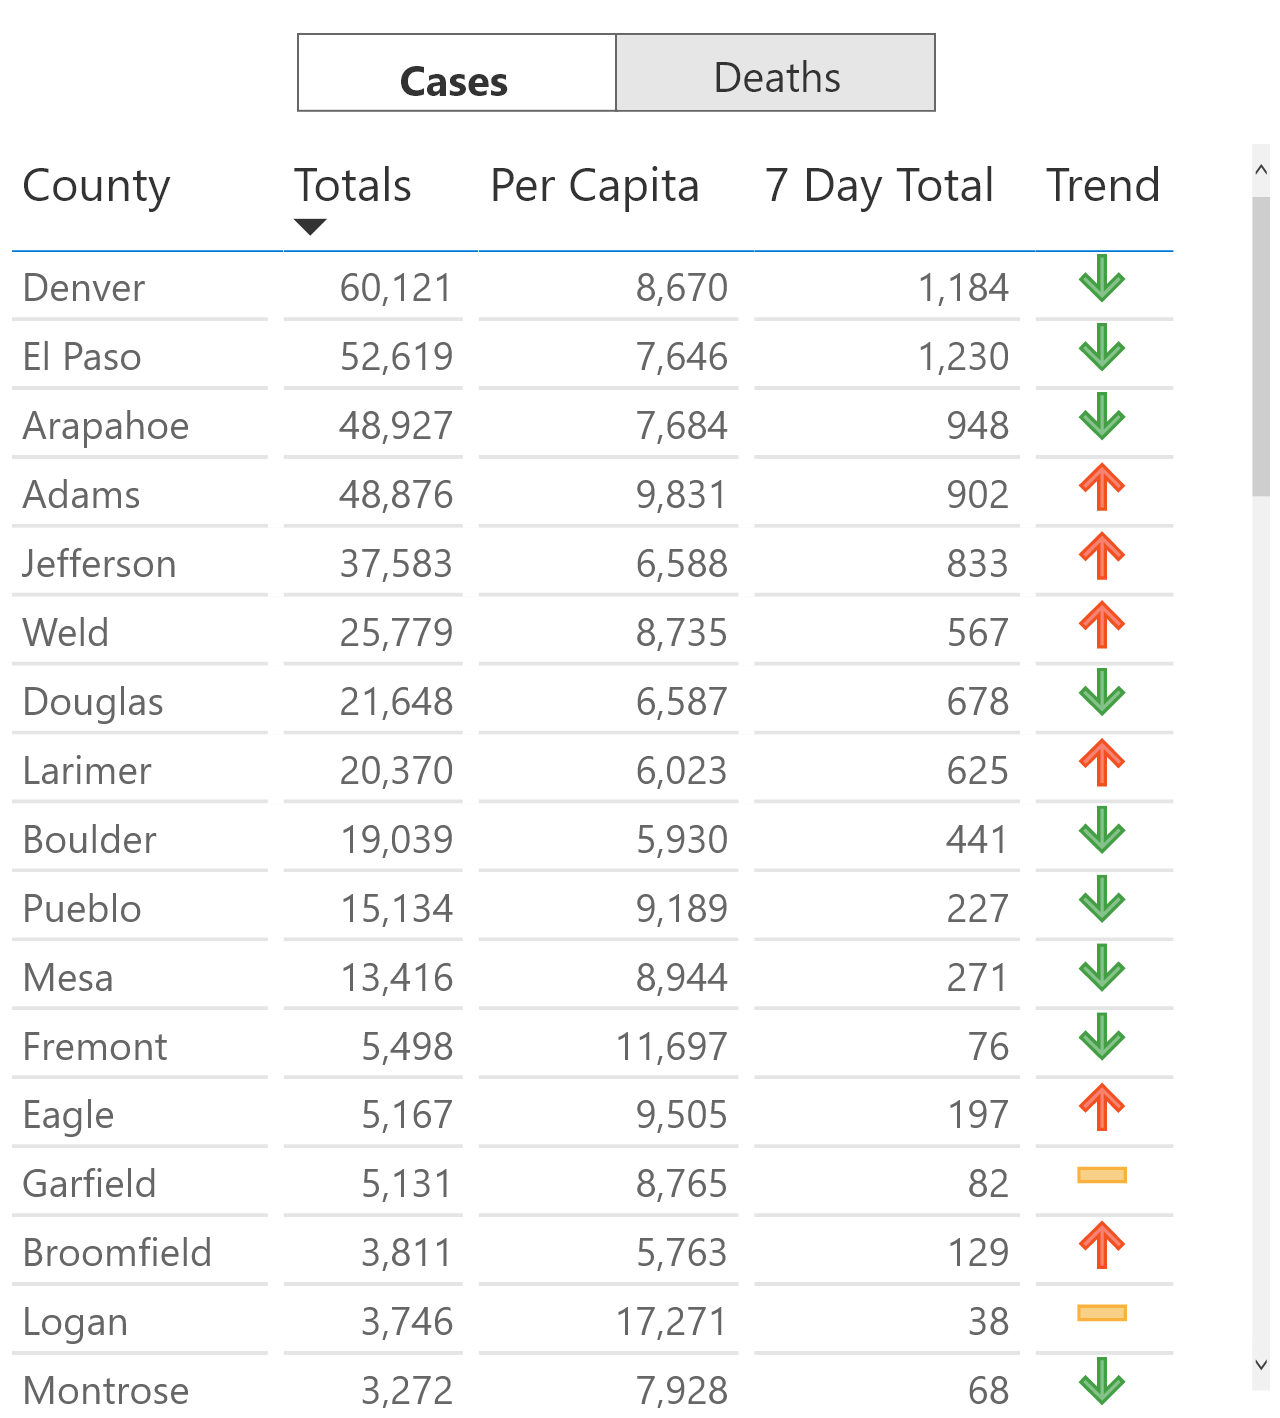 Cases Deaths
County Totals Per Capita 7 Day Total Trend
Denver 60,121 8,670 1,184
El Paso 52,619 7,646 1,230
Arapahoe 48,927 7,684 948
Adams 48,876 9,831 902
Jefferson 37,583 6,588 833
Weld 25,779 8,735 567
Douglas 21,648 6,587 678
Larimer 20,370 6,023 625
Boulder 19,039 5,930 441
Pueblo 15,134 9,189 227
Mesa 13,416 8,944 271
Fremont 5,498 11,697 76
Eagle 5,167 9,505 197
Garfield 5,131 8,765 82
Broomfield 3,811 5,763 129
Logan 3,746 17,271 38
Montrose 3,272 7,928 68